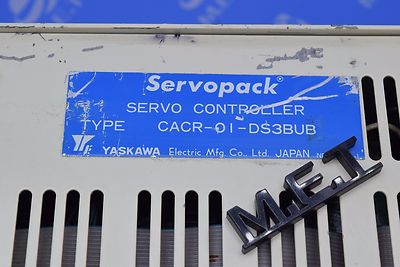 Servopack®
SERVO CONTROLLER
TYPE CACR-01-DS3BUB
YASKAWA Electric Mfg. Co., Ltd. JAPAN
M.E.T